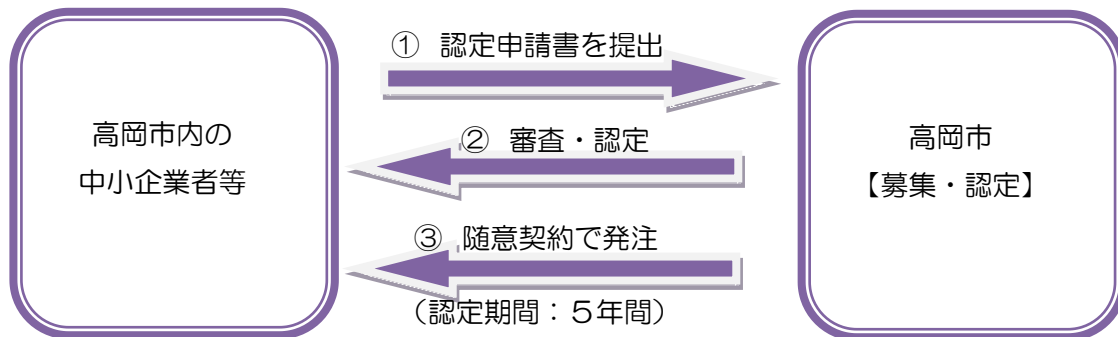 高岡市内の
中小企業者等
① 認定申請書を提出
② 審査・認定
③ 随意契約で発注
（認定期間：５年間）
高岡市
【募集・認定】